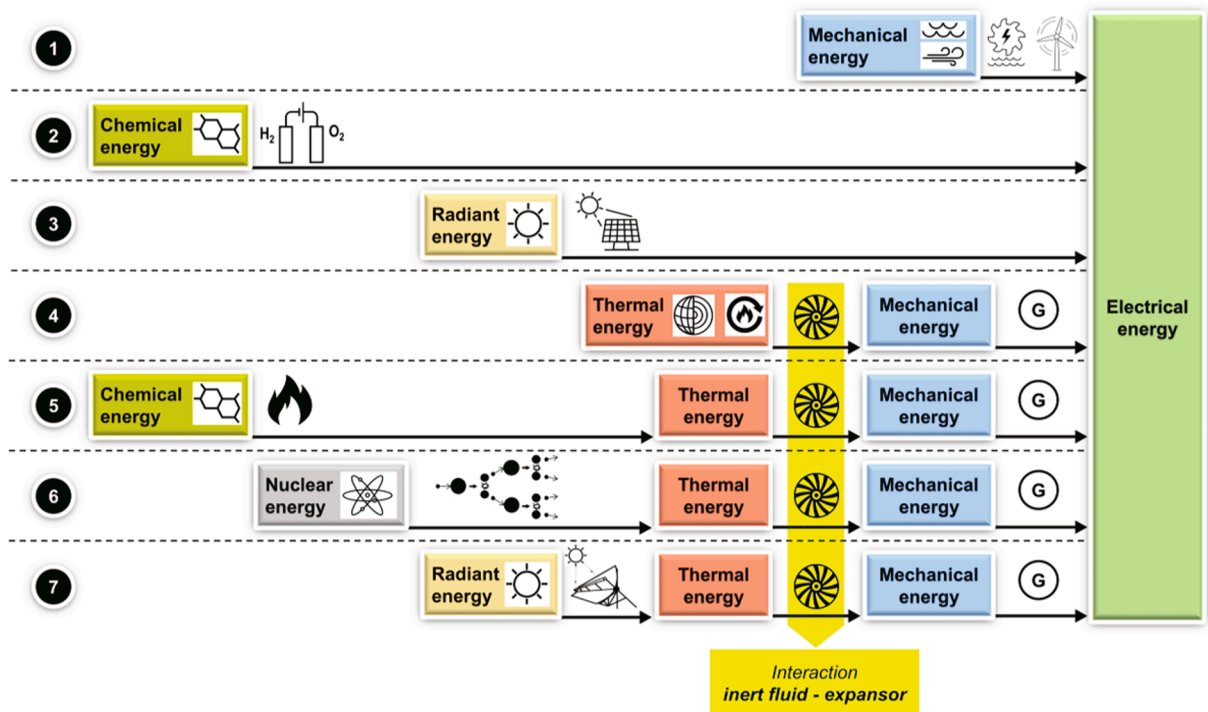 1
Mechanical
energy
2
Chemical
energy
H2
O2
3
Radiant
energy
4
Thermal
energy
Mechanical
energy
G
Electrical
energy
5
Chemical
energy
Thermal
energy
Mechanical
energy
G
6
Nuclear
energy
Thermal
energy
Mechanical
energy
G
7
Radiant
energy
Thermal
energy
Mechanical
energy
G
Interaction
inert fluid - expansor